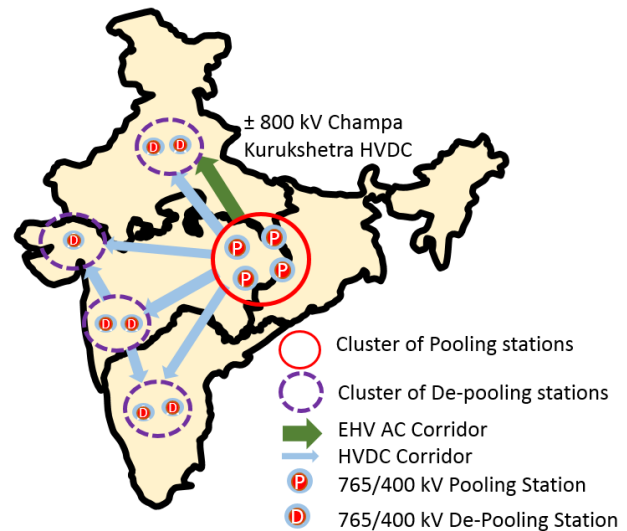 ± 800 kV Champa
Kurukshetra HVDC
D D
D
P P
P P
D D
D D
Cluster of Pooling stations
Cluster of De-pooling stations
EHV AC Corridor
HVDC Corridor
P 765/400 kV Pooling Station
D 765/400 kV De-Pooling Station